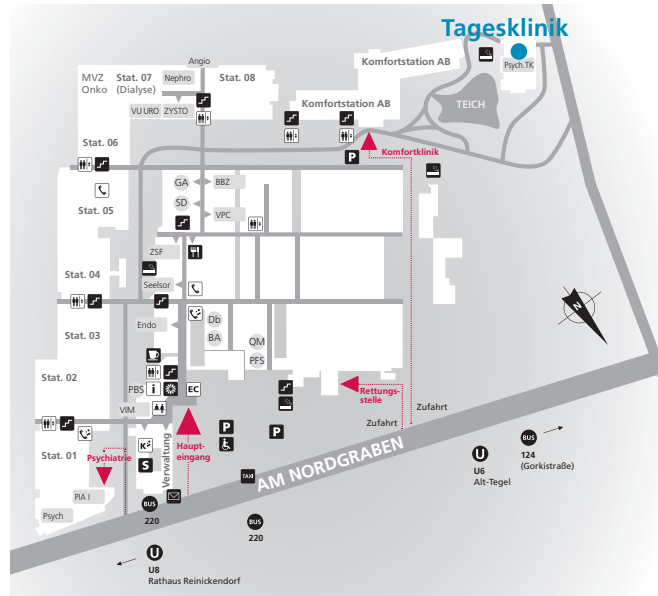 Tagesklinik
Angio
MVZ
Onko
Stat. 07
(Dialyse)
Nephro
Stat. 08
Komfortstation AB
Psych.TK
VU URO
ZYSTO
Komfortstation AB
TEICH
Stat. 06
P
Komfortklinik
GA
BBZ
SD
Stat. 05
VPC
ZSF
Stat. 04
Seelsor
N
Stat. 03
Endo
Db
BA
QM
PFS
Stat. 02
PBS
i
EC
Rettungs-
stelle
VIM
Zufahrt
Zufahrt
P
P
Haupt-
eingang
Stat. 01
K
S
Verwaltung
Psychiatrie
AM NORDGRABEN
BUS
124
(Gorkistraße)
U
U6
Alt-Tegel
TAXI
PIA I
Psych
BUS
220
BUS
220
U
U8
Rathaus Reinickendorf